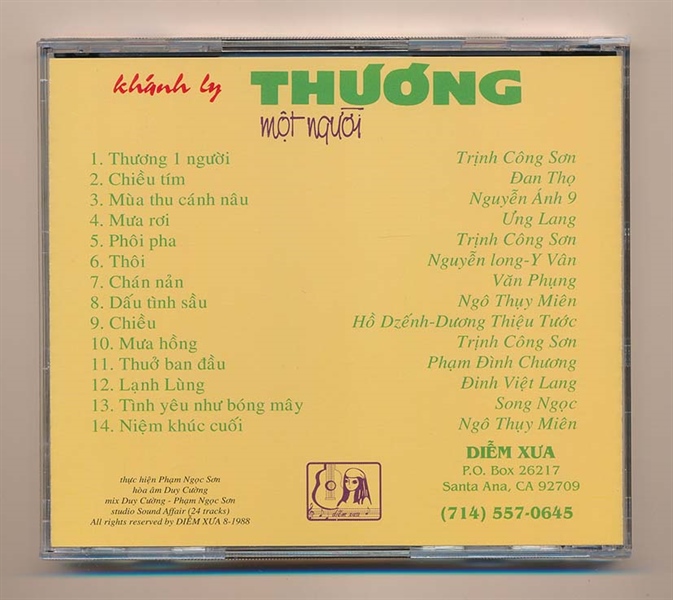 khánh ly THƯƠNG
một người
1. Thương 1 người Trịnh Công Sơn
2. Chiều tím Đan Thọ
3. Mùa thu cánh nâu Nguyễn Ánh 9
4. Mưa rơi Ưng Lang
5. Phôi pha Trịnh Công Sơn
6. Thôi Nguyễn long-Y Vân
7. Chán nản Văn Phụng
8. Dấu tình sầu Ngô Thụy Miên
9. Chiều Hồ Dzếnh-Dương Thiệu Tước
10. Mưa hồng Trịnh Công Sơn
11. Thuở ban đầu Phạm Đình Chương
12. Lạnh Lùng Đinh Việt Lang
13. Tình yêu như bóng mây Song Ngọc
14. Niệm khúc cuối Ngô Thụy Miên
thực hiện Phạm Ngọc Sơn
hòa âm Duy Cường
mix Duy Cường - Phạm Ngọc Sơn
studio Sound Affair (24 tracks)
All rights reserved by DIỄM XƯA 8-1988
diễm xưa
DIỄM XƯA
P.O. Box 26217
Santa Ana, CA 92709
(714) 557-0645